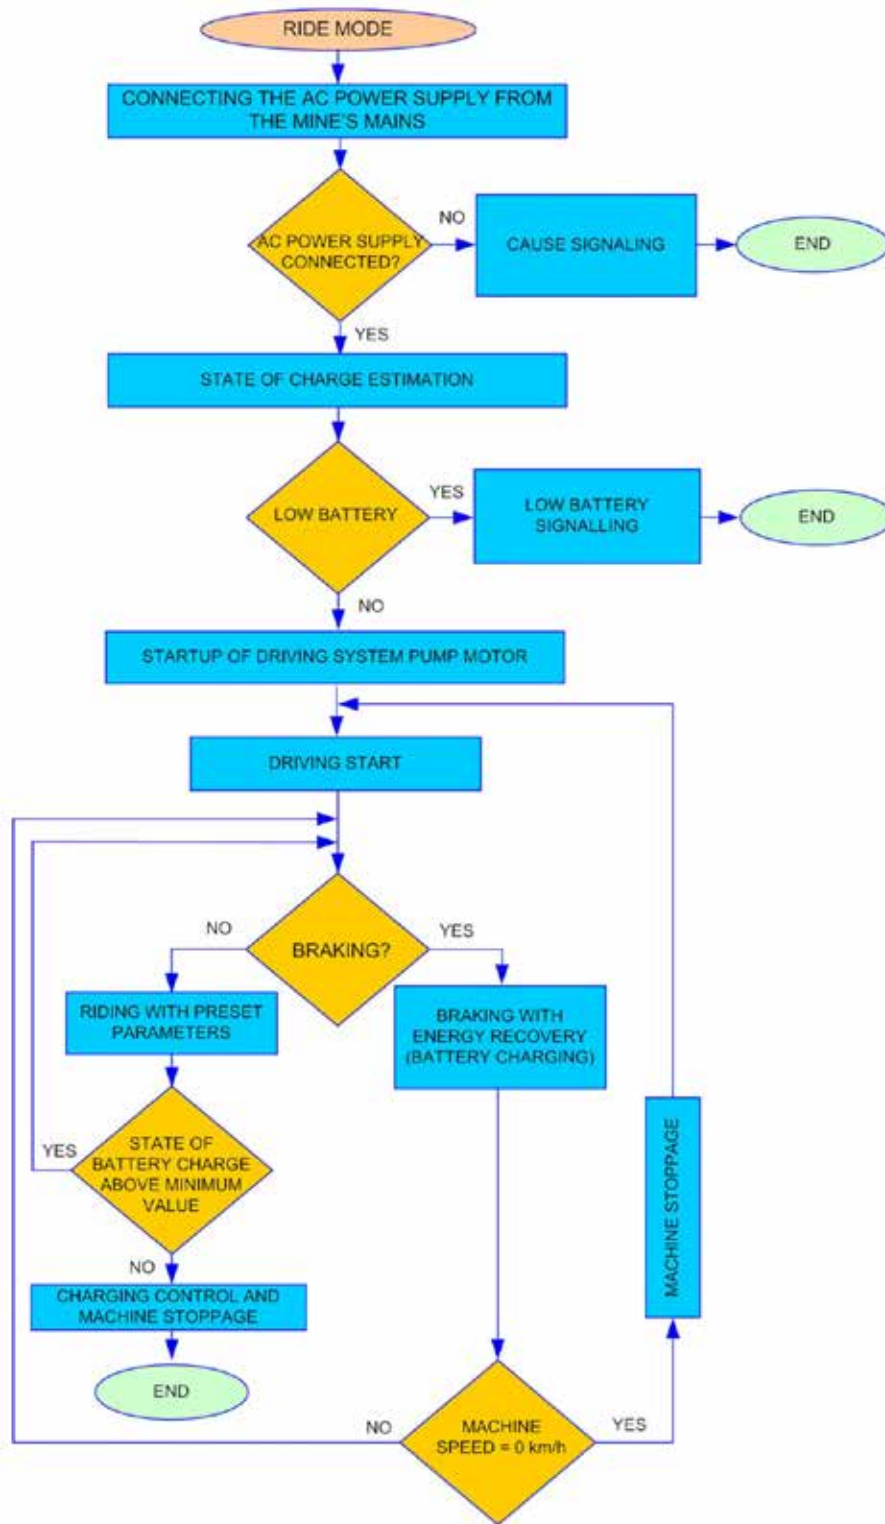 RIDE MODE
CONNECTING THE AC POWER SUPPLY FROM
THE MINE'S MAINS
AC POWER SUPPLY
CONNECTED?
NO
CAUSE SIGNALING
END
YES
STATE OF CHARGE ESTIMATION
LOW BATTERY
YES
LOW BATTERY
SIGNALLING
END
NO
STARTUP OF DRIVING SYSTEM PUMP MOTOR
DRIVING START
BRAKING?
NO
YES
RIDING WITH PRESET
PARAMETERS
BRAKING WITH
ENERGY RECOVERY
(BATTERY CHARGING)
STATE OF
BATTERY CHARGE
ABOVE MINIMUM
VALUE
YES
NO
CHARGING CONTROL AND
MACHINE STOPPAGE
END
MACHINE STOPPAGE
MACHINE
SPEED = 0 km/h
NO
YES